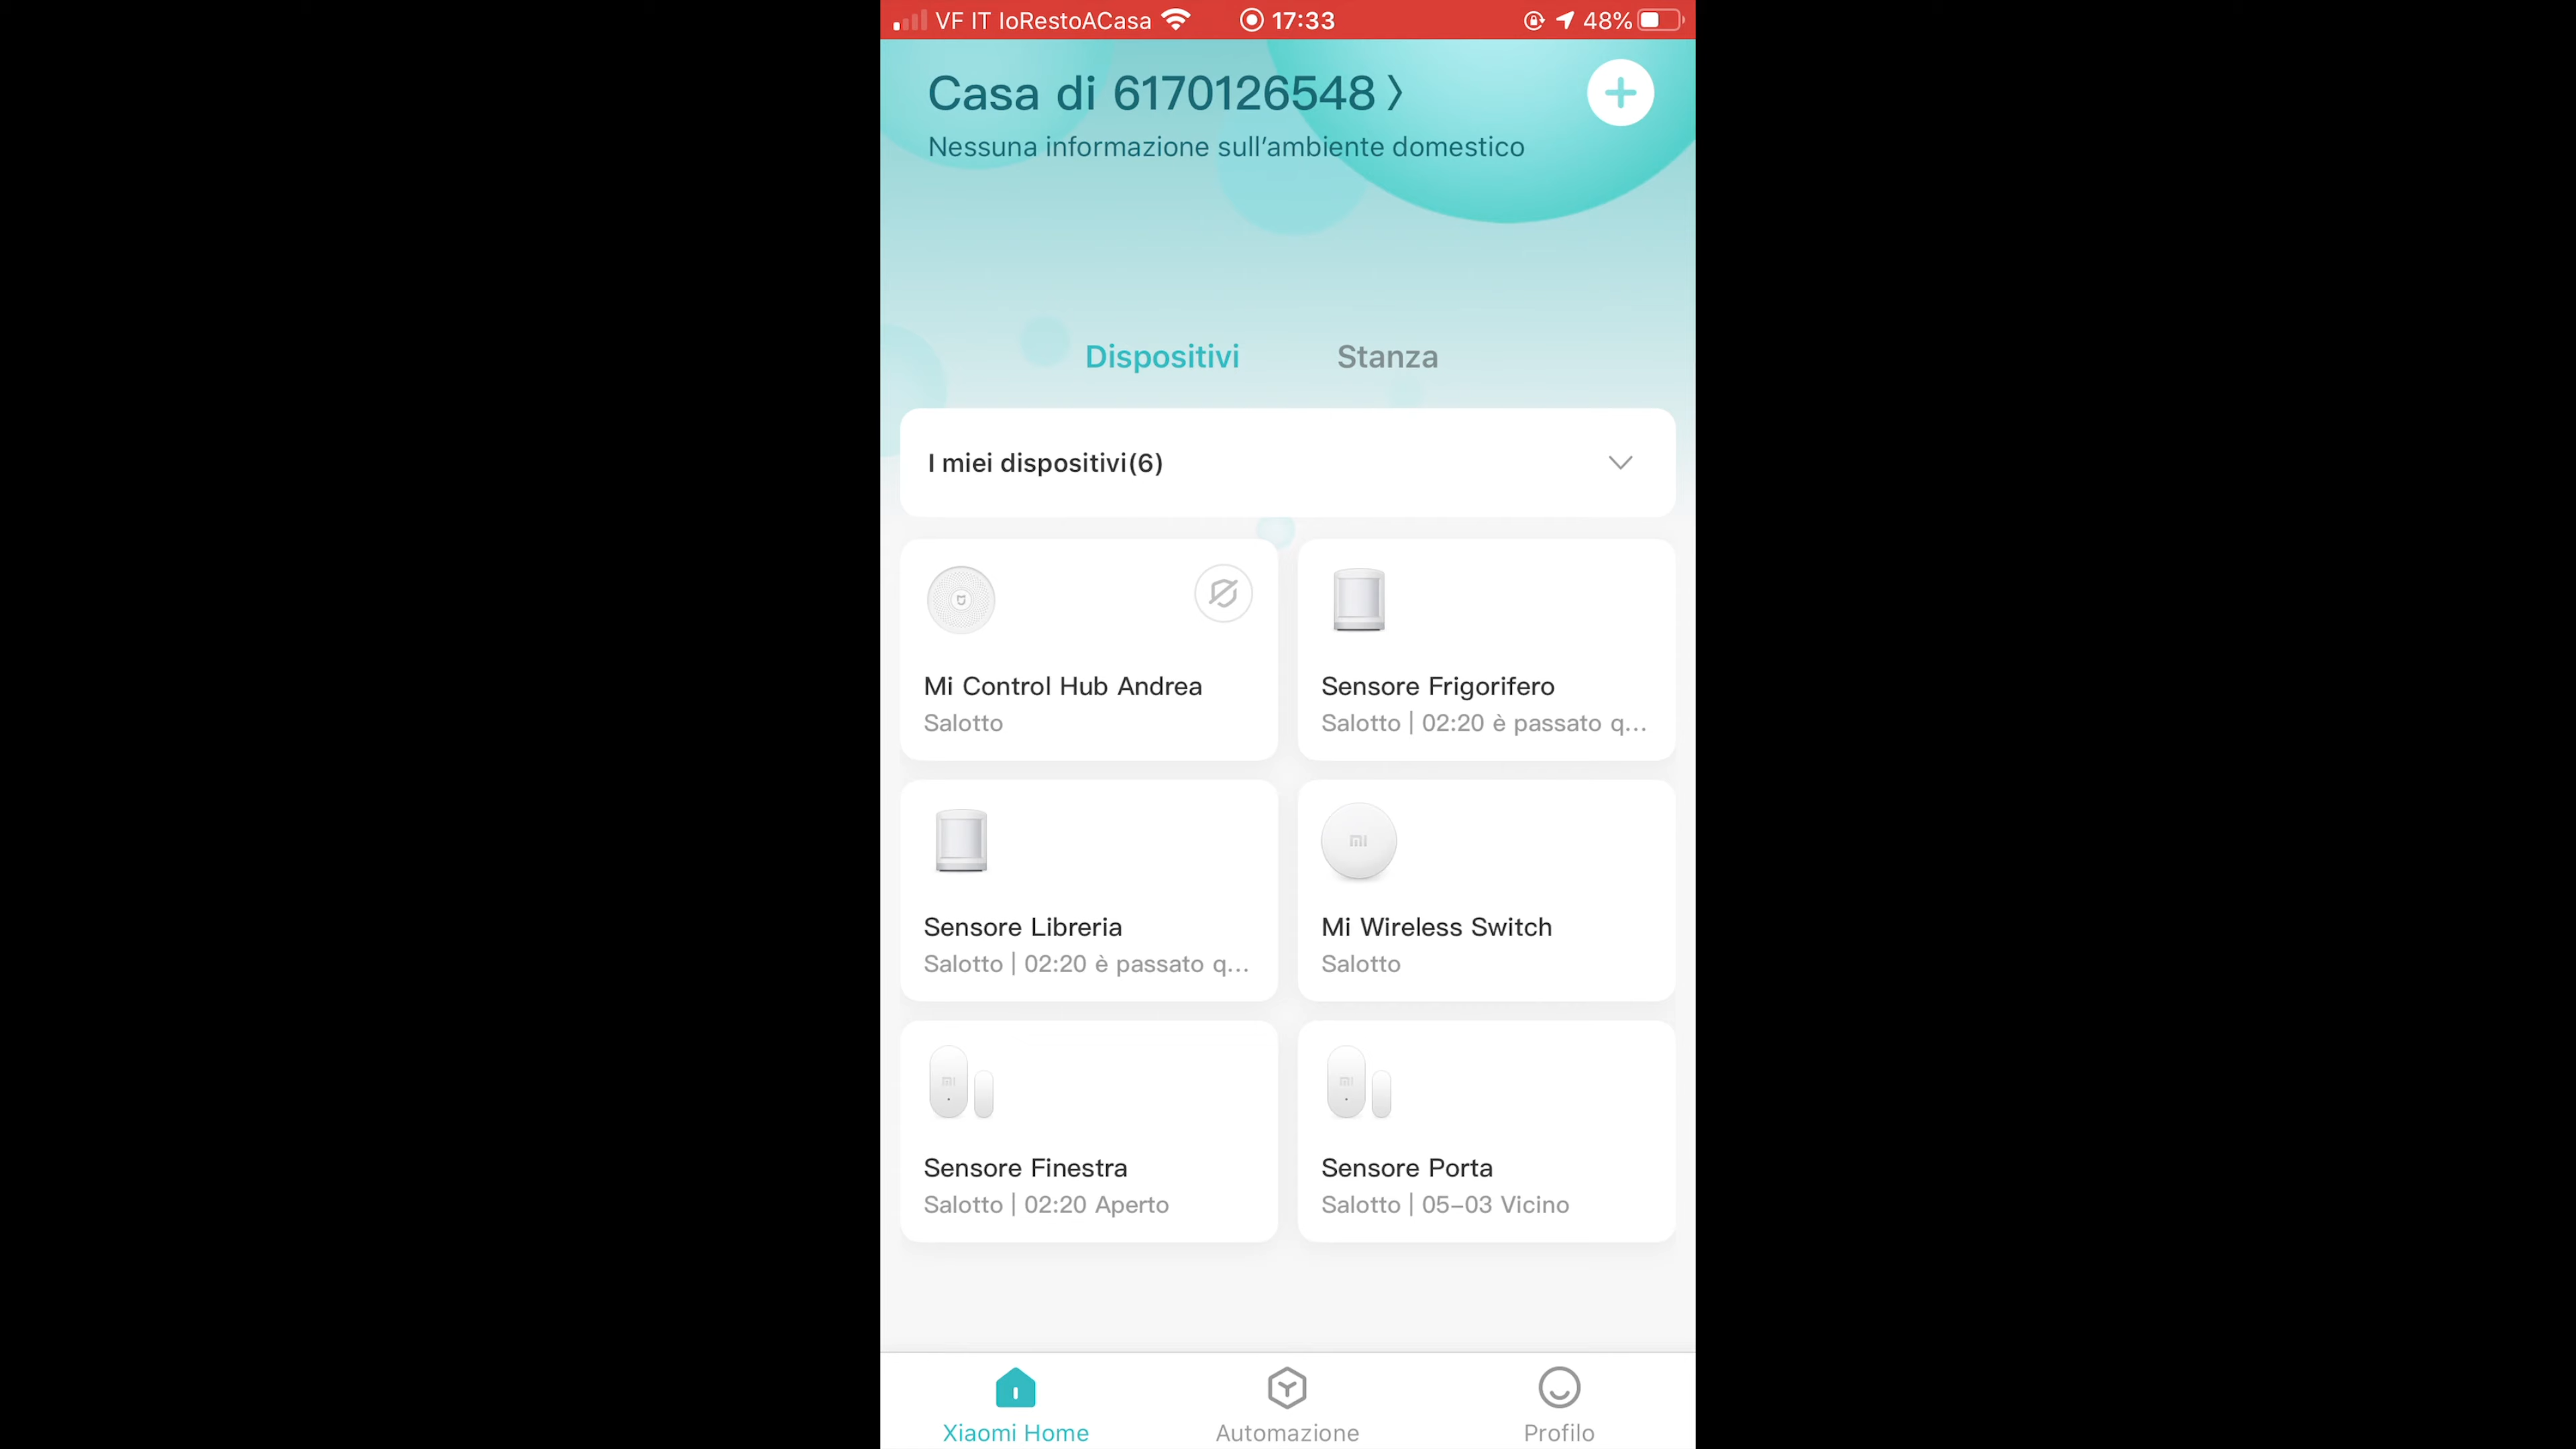 VF IT IoRestoACasa 17:33 48%
Casa di 6170126548 〉
Nessuna informazione sull'ambiente domestico
Dispositivi Stanza
I miei dispositivi(6)
Mi Control Hub Andrea
Salotto
Sensore Frigorifero
Salotto | 02:20 è passato q...
Sensore Libreria
Salotto | 02:20 è passato q...
Mi Wireless Switch
Salotto
Sensore Finestra
Salotto | 02:20 Aperto
Sensore Porta
Salotto | 05-03 Vicino
Xiaomi Home Automazione Profilo